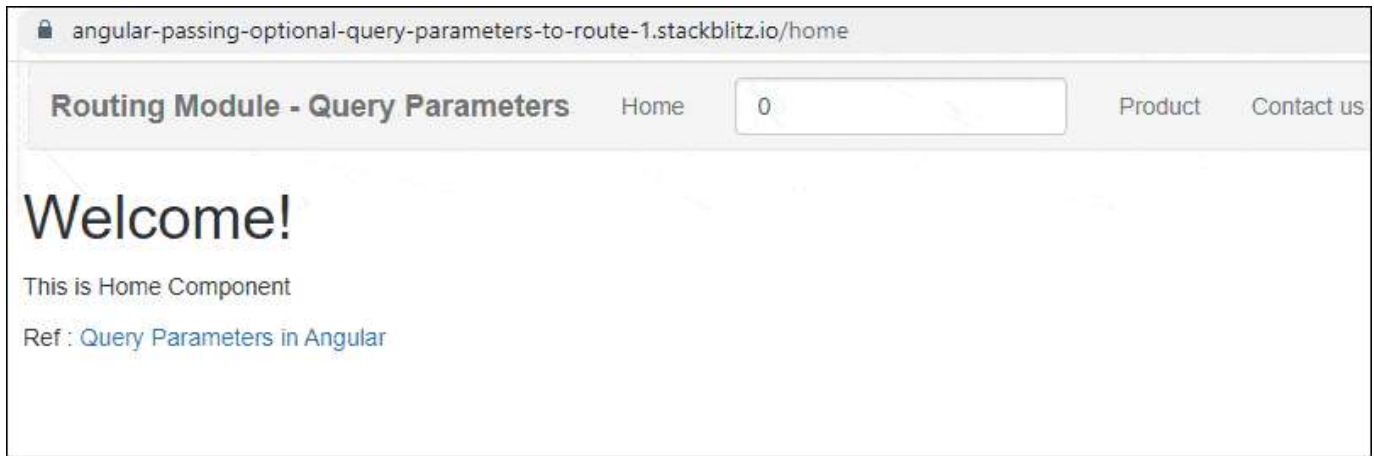 angular-passing-optional-query-parameters-to-route-1.stackblitz.io/home
Routing Module - Query Parameters Home 0 Product Contact us
Welcome!
This is Home Component
Ref : Query Parameters in Angular